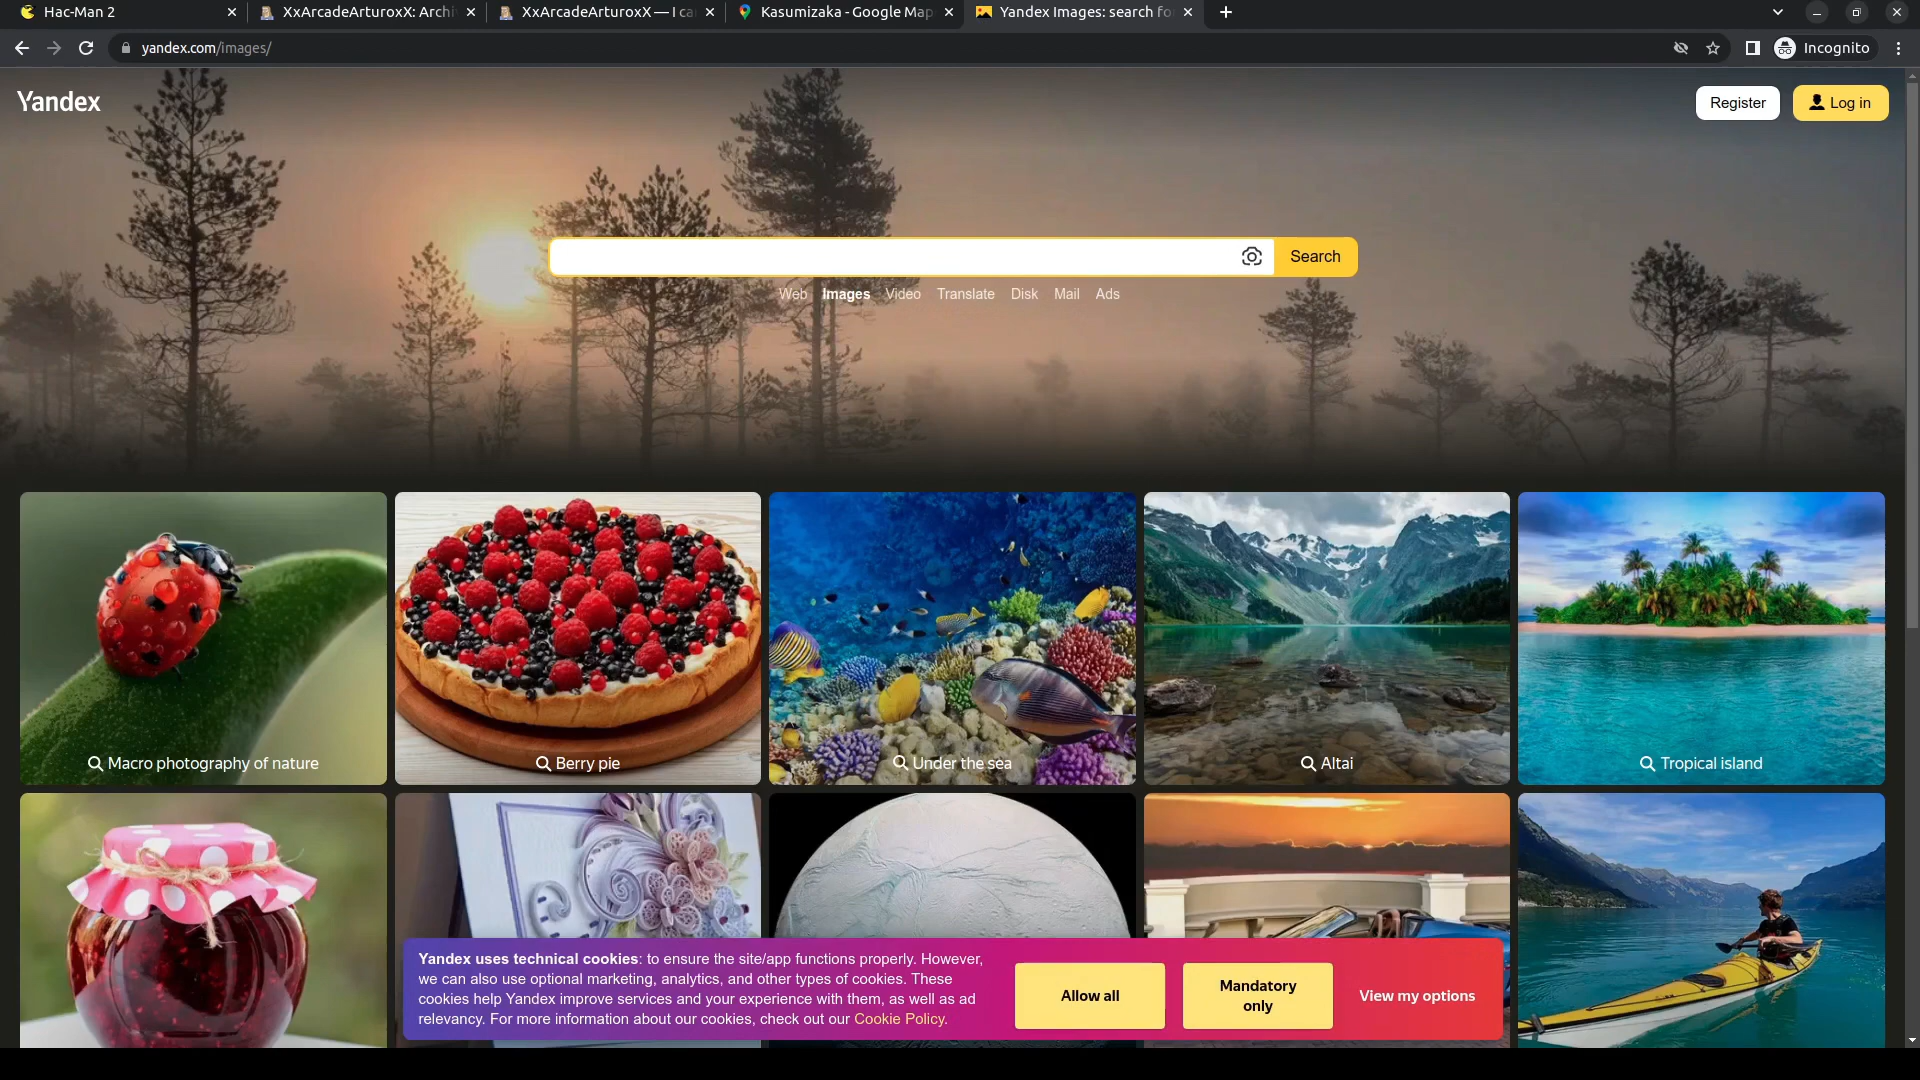 Hac-Man 2
XxArcadeArturoxX: Archi
XxArcadeArturoxX — I ca
Kasumizaka - Google Map
Yandex Images: search fo
yandex.com/images/
Incognito
Yandex
Register
Log in
Search
Web Images Video Translate Disk Mail Ads
Macro photography of nature
Berry pie
Under the sea
Altai
Tropical island
Yandex uses technical cookies: to ensure the site/app functions properly. However,
we can also use optional marketing, analytics, and other types of cookies. These
cookies help Yandex improve services and your experience with them, as well as ad
relevancy. For more information about our cookies, check out our Cookie Policy.
Allow all
Mandatory
only
View my options